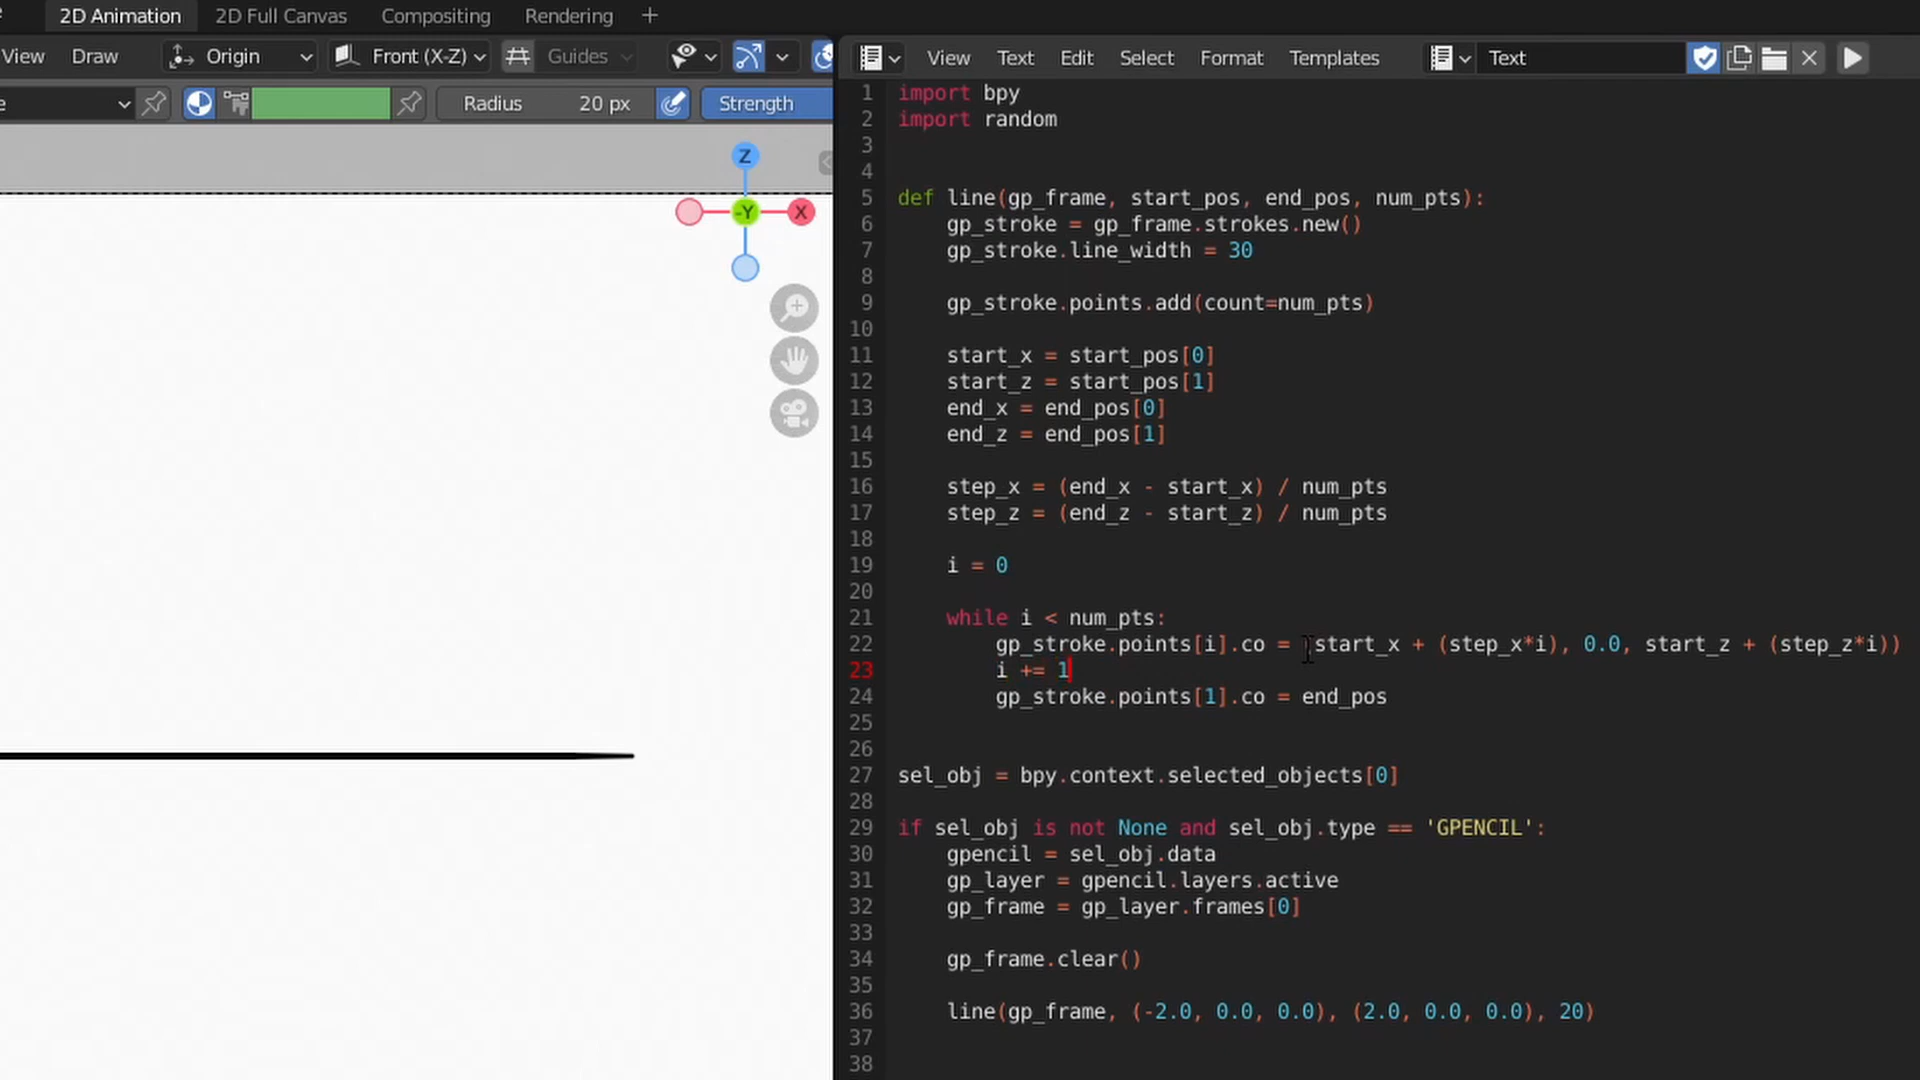 2D Animation 2D Full Canvas Compositing Rendering +
View Draw Origin Front (X-Z) Guides
View Text Edit Select Format Templates Text
Radius 20 px Strength
Z
-Y X
1 import bpy
2 import random
3
4
5 def line(gp_frame, start_pos, end_pos, num_pts):
6 gp_stroke = gp_frame.strokes.new()
7 gp_stroke.line_width = 30
8
9 gp_stroke.points.add(count=num_pts)
10
11 start_x = start_pos[0]
12 start_z = start_pos[1]
13 end_x = end_pos[0]
14 end_z = end_pos[1]
15
16 step_x = (end_x - start_x) / num_pts
17 step_z = (end_z - start_z) / num_pts
18
19 i = 0
20
21 while i < num_pts:
22 gp_stroke.points[i].co = (start_x + (step_x*i), 0.0, start_z + (step_z*i))
23 i += 1
24 gp_stroke.points[1].co = end_pos
25
26
27 sel_obj = bpy.context.selected_objects[0]
28
29 if sel_obj is not None and sel_obj.type == 'GPENCIL':
30 gpencil = sel_obj.data
31 gp_layer = gpencil.layers.active
32 gp_frame = gp_layer.frames[0]
33
34 gp_frame.clear()
35
36 line(gp_frame, (-2.0, 0.0, 0.0), (2.0, 0.0, 0.0), 20)
37
38